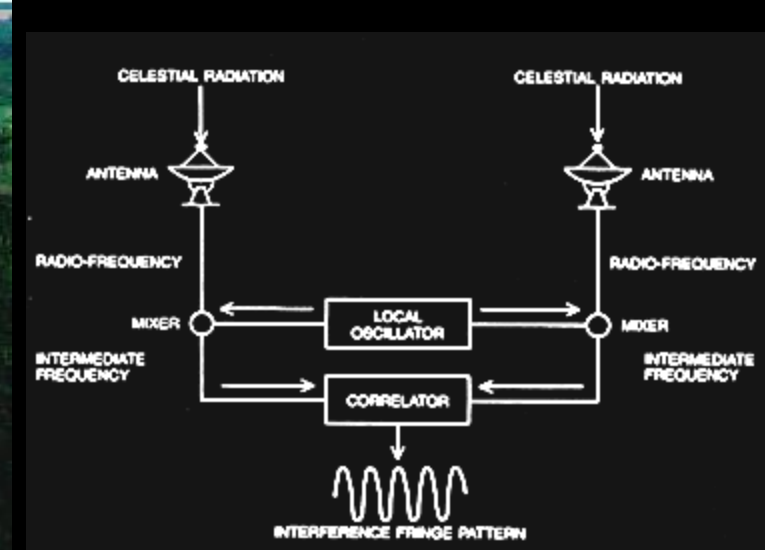 CELESTIAL RADIATION
CELESTIAL RADIATION
ANTENNA
ANTENNA
RADIO-FREQUENCY
RADIO-FREQUENCY
MIXER
LOCAL
OSCILLATOR
MIXER
INTERMEDIATE
FREQUENCY
INTERMEDIATE
FREQUENCY
CORRELATOR
INTERFERENCE FRINGE PATTERN